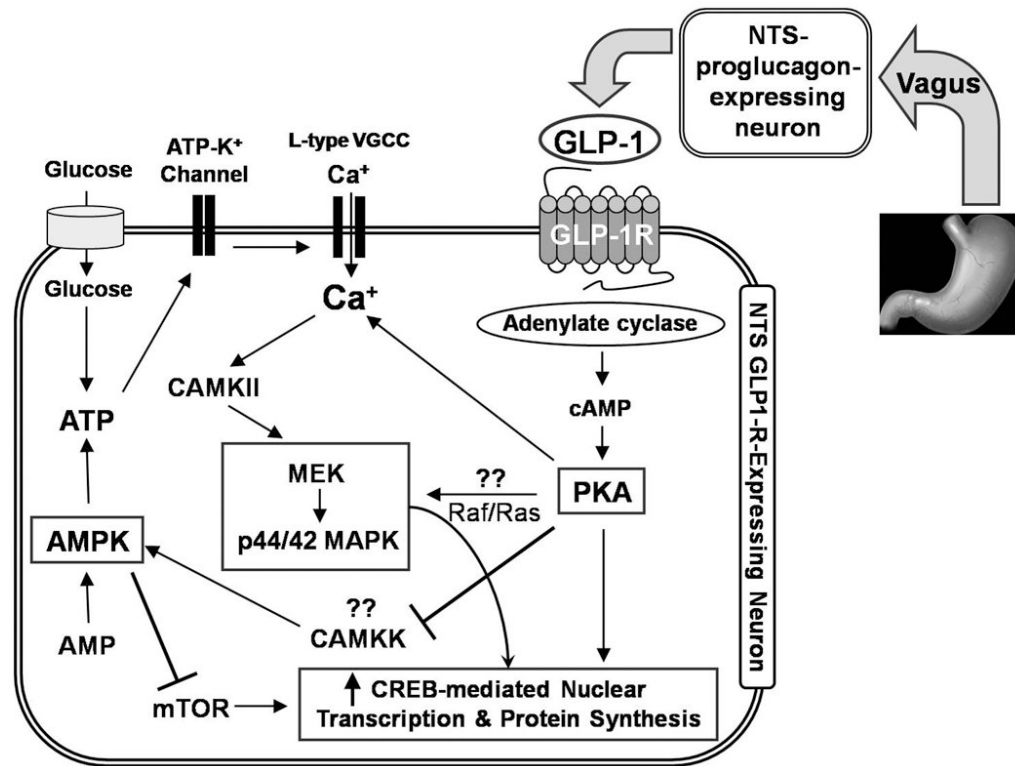 NTS-
proglucagon-
expressing
neuron
Vagus
GLP-1
L-type VGCC
Ca⁺
ATP-K⁺
Channel
Glucose
GLP-1R
Glucose
Ca⁺
Adenylate cyclase
NTS GLP1-R-Expressing Neuron
CAMKII
cAMP
ATP
MEK
p44/42 MAPK
??
Raf/Ras
PKA
AMPK
??
CAMKK
AMP
mTOR
CREB-mediated Nuclear
Transcription & Protein Synthesis